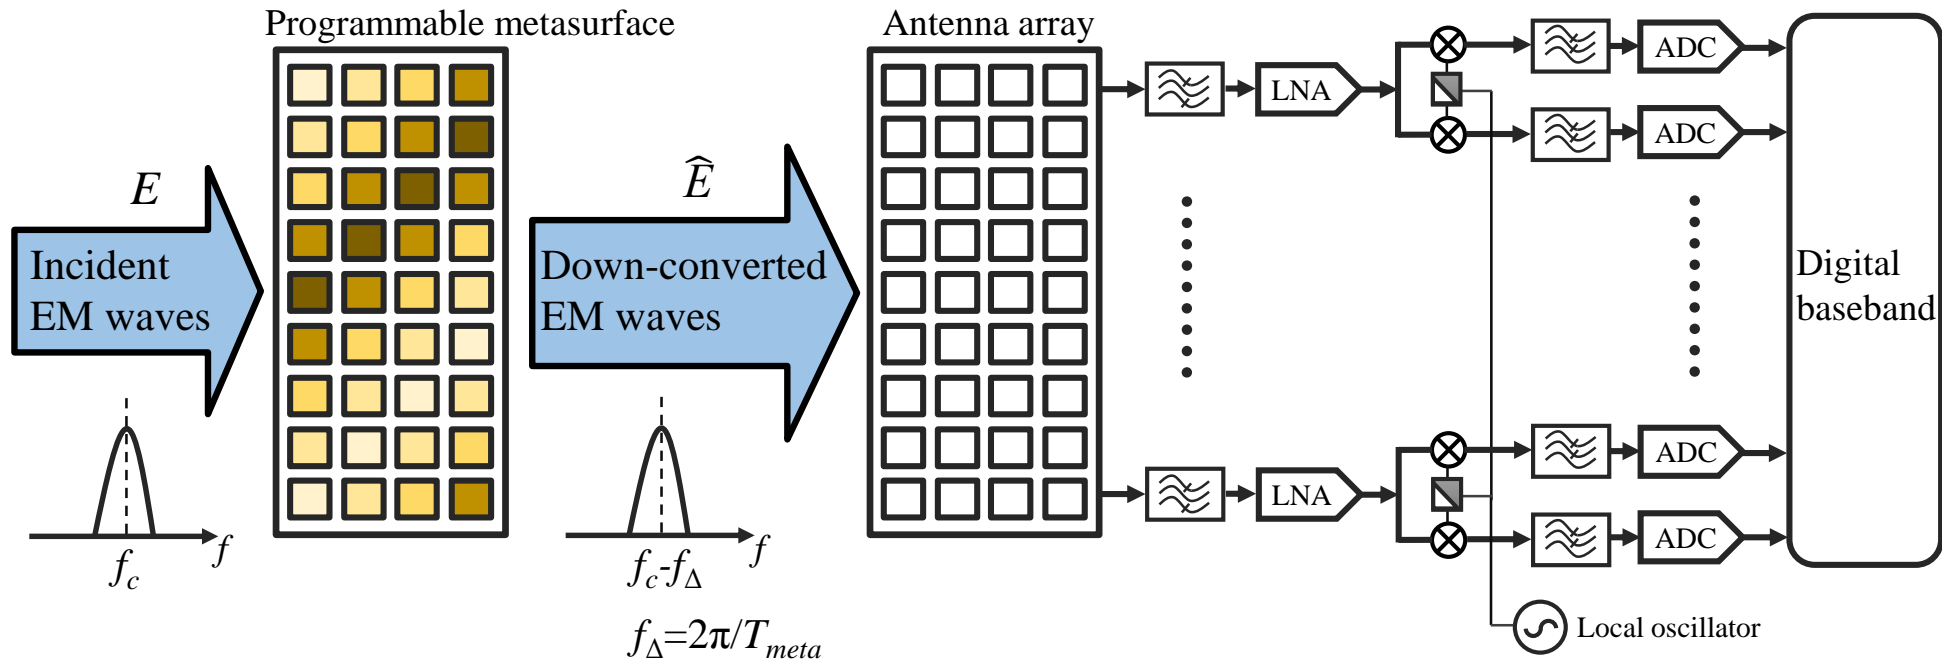 Programmable metasurface
Antenna array
E
Incident
EM waves
Ê
Down-converted
EM waves
f_c
f
f_c-f_Δ
f
f_Δ=2π/T_meta
LNA
ADC
ADC
LNA
ADC
ADC
Digital
baseband
Local oscillator